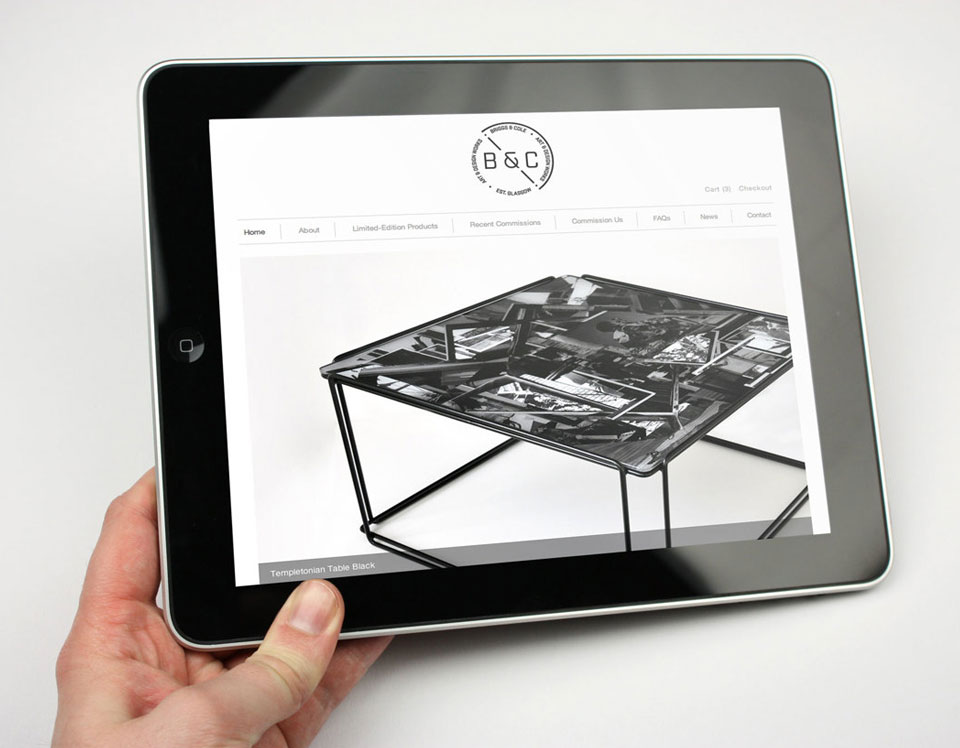 BRIGGS & COLE
ART & DESIGN WORKS
B & C
ART & DESIGN WORKS
EST. GLASGOW
Cart (3) Checkout
Home About Limited-Edition Products Recent Commissions Commission Us FAQs News Contact
Templetonian Table Black